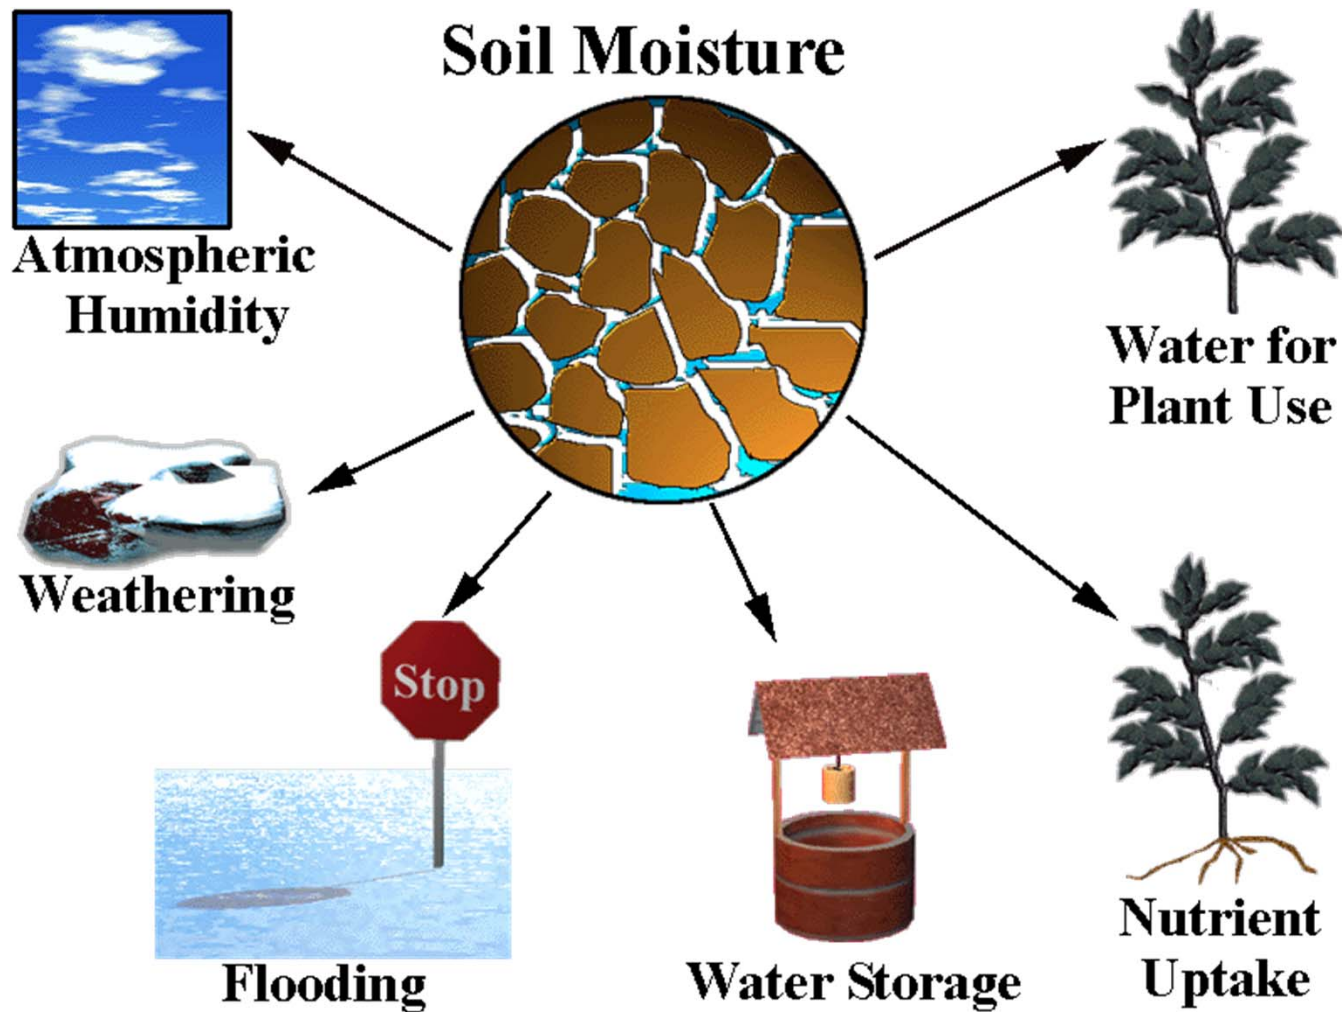 Soil Moisture
Atmospheric
Humidity
Water for
Plant Use
Weathering
Stop
Flooding
Water Storage
Nutrient
Uptake